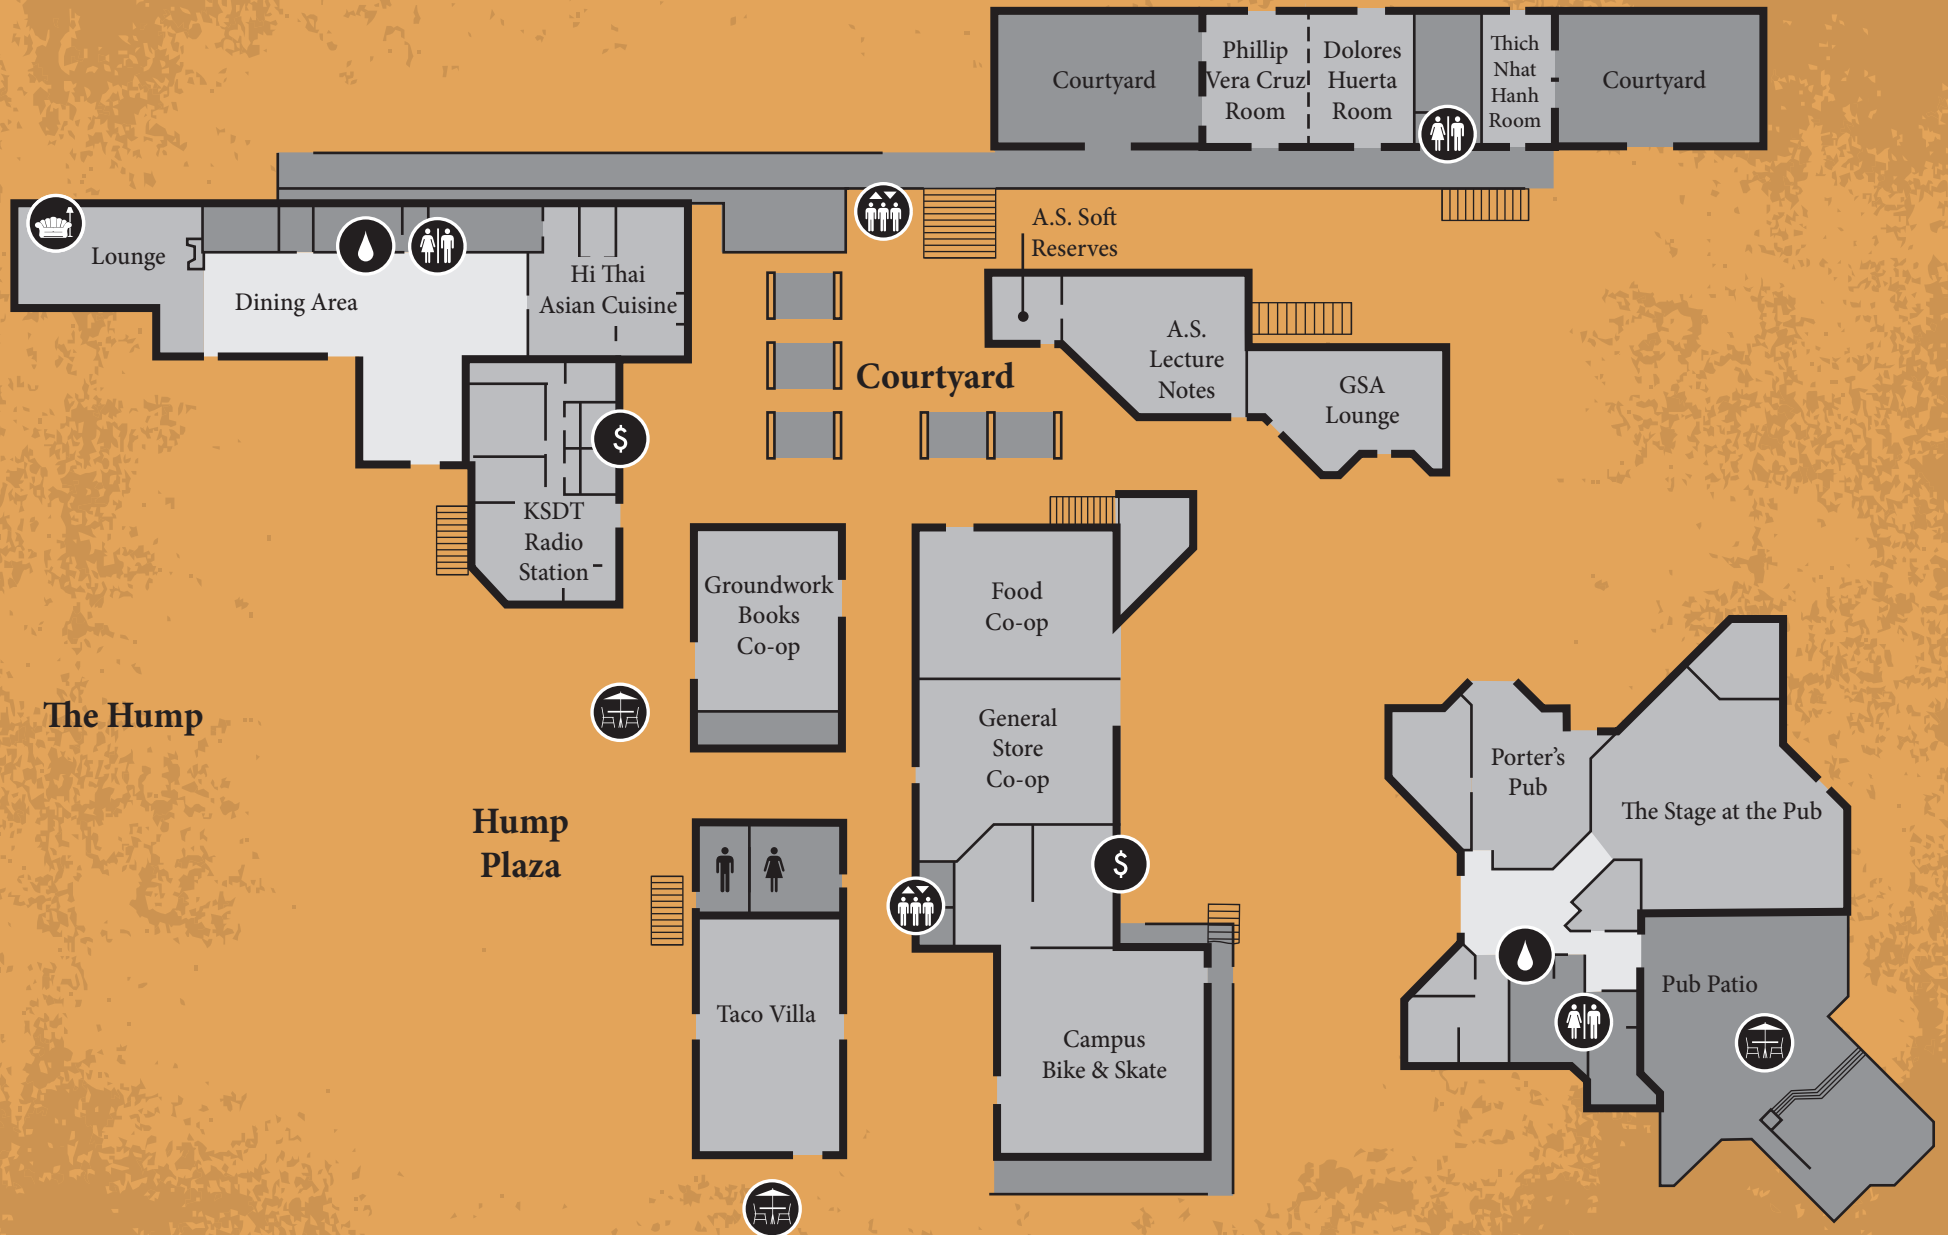 Courtyard
Phillip
Vera Cruz
Room
Dolores
Huerta
Room
Thich
Nhat
Hanh
Room
Courtyard
Lounge
Dining Area
Hi Thai
Asian Cuisine
A.S. Soft
Reserves
A.S.
Lecture
Notes
GSA
Lounge
Courtyard
$
KSDT
Radio
Station
Groundwork
Books
Co-op
Food
Co-op
The Hump
General
Store
Co-op
Porter's
Pub
The Stage at the Pub
Hump
Plaza
$
Taco Villa
Campus
Bike & Skate
Pub Patio